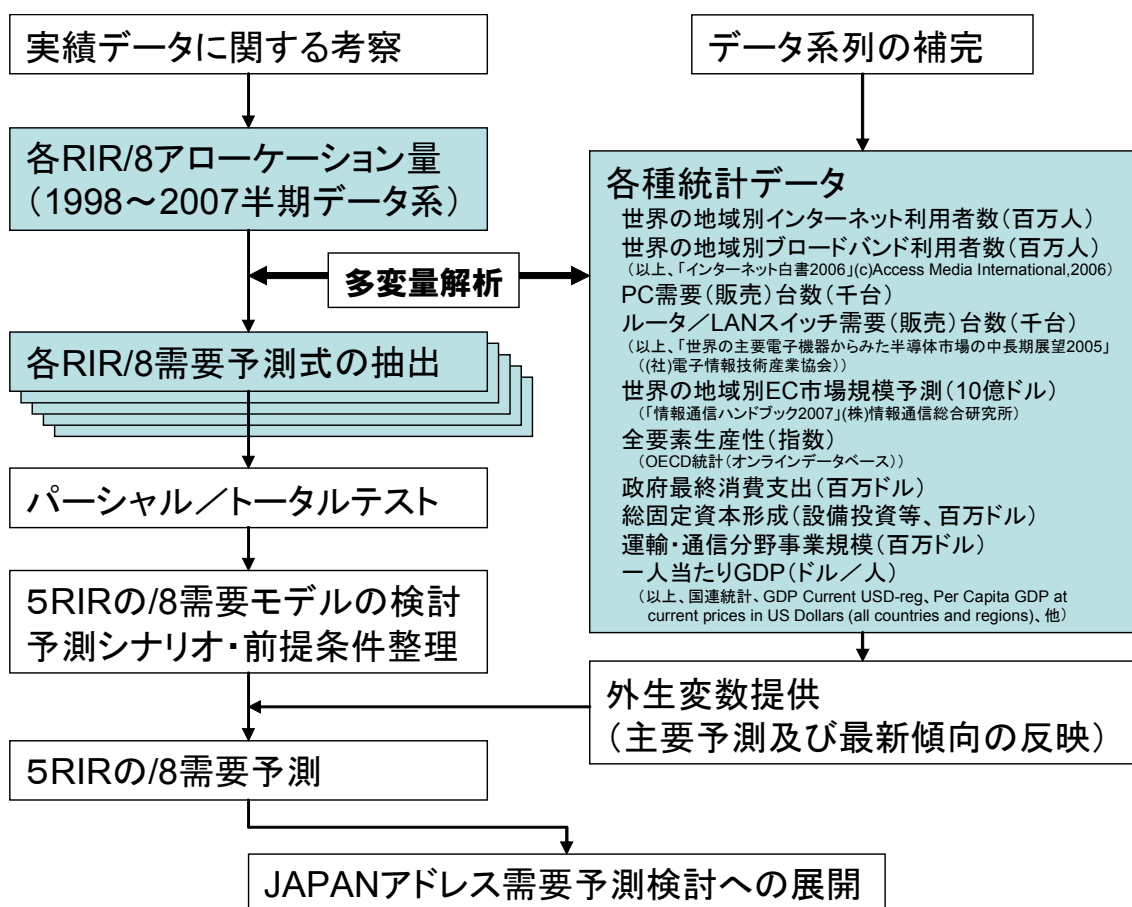 実績データに関する考察
データ系列の補完
各RIR/8アローケーション量
（1998～2007半期データ系）
各種統計データ
世界の地域別インターネット利用者数（百万人）
世界の地域別ブロードバンド利用者数（百万人）
（以上、「インターネット白書2006」(c)Access Media International,2006）
PC需要（販売）台数（千台）
ルータ／LANスイッチ需要（販売）台数（千台）
（以上、「世界の主要電子機器からみた半導体市場の中長期展望2005」
（(社)電子情報技術産業協会））
世界の地域別EC市場規模予測（10億ドル）
（「情報通信ハンドブック2007」(株)情報通信総合研究所）
全要素生産性（指数）
（OECD統計（オンラインデータベース））
政府最終消費支出（百万ドル）
総固定資本形成（設備投資等、百万ドル）
運輸・通信分野事業規模（百万ドル）
一人当たりGDP（ドル／人）
（以上、国連統計、GDP Current USD-reg、Per Capita GDP at
current prices in US Dollars (all countries and regions)、他）
多変量解析
各RIR/8需要予測式の抽出
パーシャル／トータルテスト
５RIRの/8需要モデルの検討
予測シナリオ・前提条件整理
外生変数提供
（主要予測及び最新傾向の反映）
５RIRの/8需要予測
JAPANアドレス需要予測検討への展開